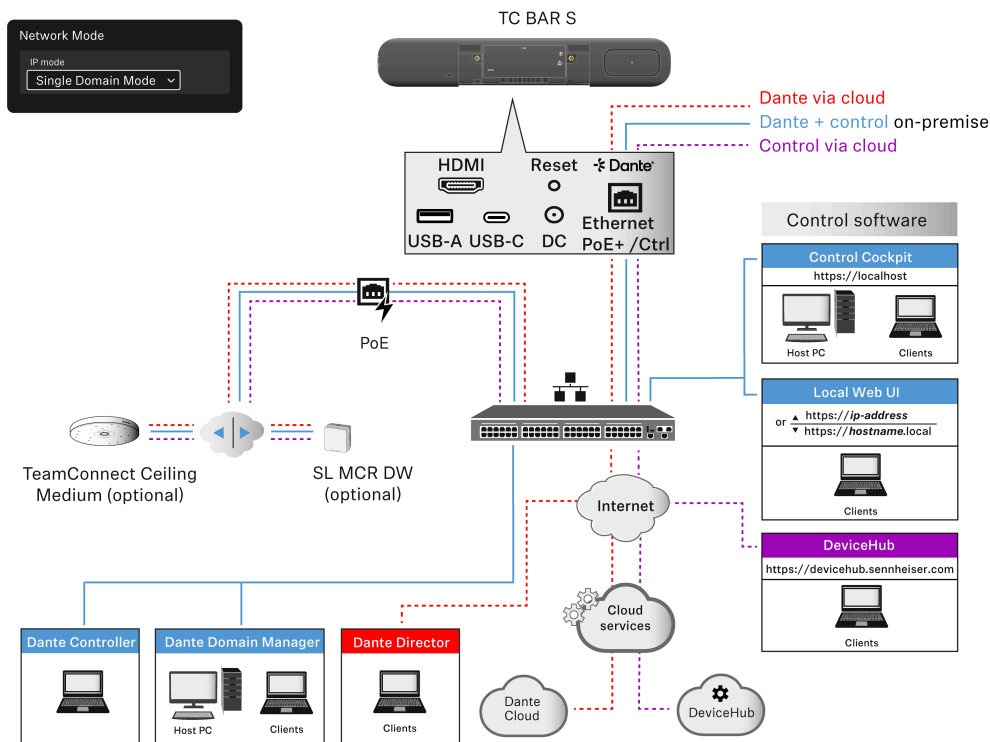 TC BAR S
Network Mode
IP mode
Single Domain Mode
Dante via cloud
Dante + control on-premise
Control via cloud
HDMI
Reset
Dante
USB-A
USB-C
DC
Ethernet
PoE+ /Ctrl
Control software
Control Cockpit
https://localhost
Host PC
Clients
PoE
Local Web UI
or
https://ip-address
https://hostname.local
Clients
TeamConnect Ceiling
Medium (optional)
SL MCR DW
(optional)
Internet
DeviceHub
https://devicehub.sennheiser.com
Clients
Cloud
services
Dante Controller
Dante Domain Manager
Host PC
Clients
Dante Director
Clients
Dante
Cloud
DeviceHub